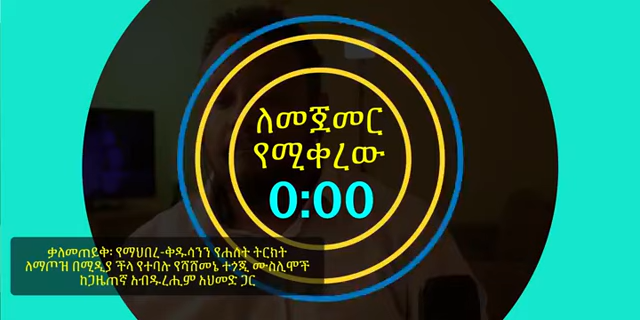 ለመጀመር
የሚቀረው
0:00
ቃለመጠይቅ፡ የማህበረ-ቅዱሳንን የሐሰት ትርክት
ለማጦዝ በሚዲያ ችላ የተባሉ የሻሸመኔ ተጎጂ ሙስሊሞች
ከጋዜጠኛ አብዱረሒም አህመድ ጋር